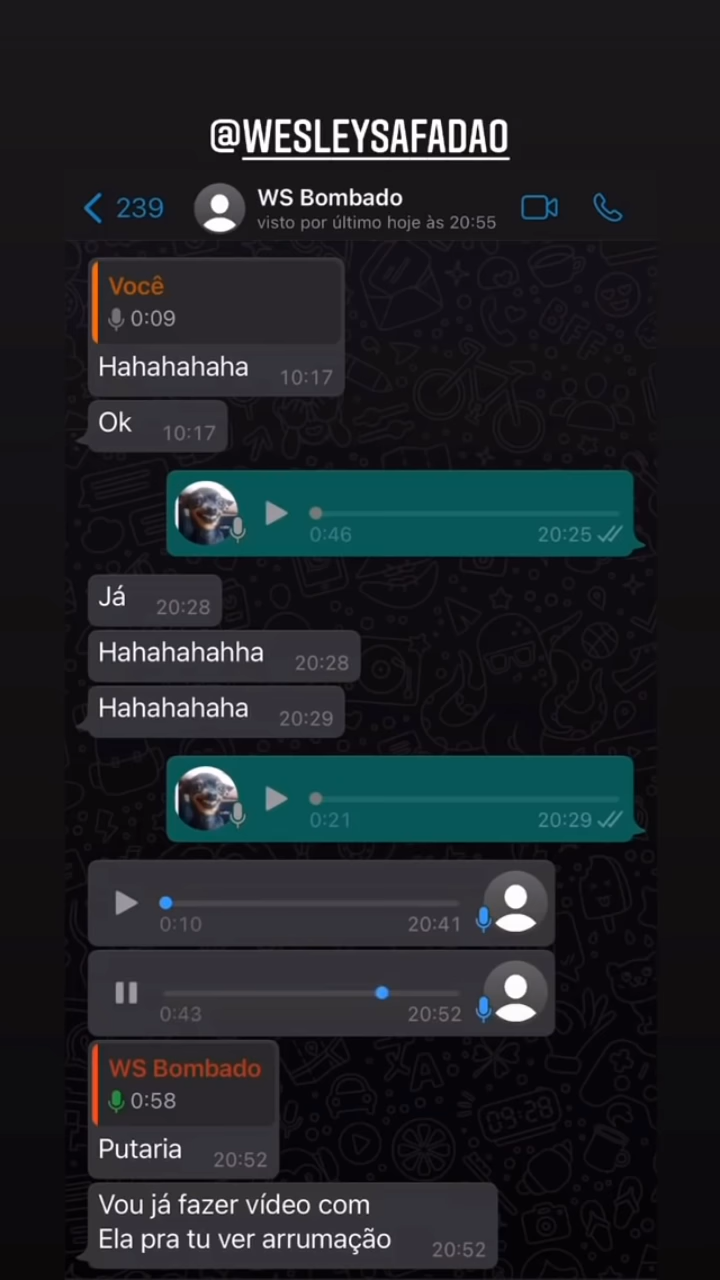 @WESLEYSAFADAO
239
WS Bombado
visto por último hoje às 20:55
Você
0:09
Hahahahaha 10:17
Ok 10:17
0:46 20:25
Já 20:28
Hahahahahha 20:28
Hahahahaha 20:29
0:21 20:29
0:10 20:41
0:43 20:52
WS Bombado
0:58
Putaria 20:52
Vou já fazer vídeo com
Ela pra tu ver arrumação 20:52